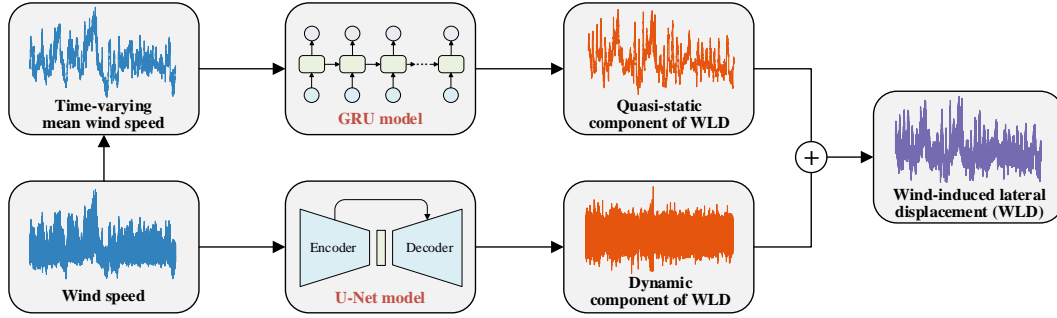 Time-varying
mean wind speed
GRU model
Quasi-static
component of WLD
+
Wind-induced lateral
displacement (WLD)
Wind speed
Encoder
Decoder
U-Net model
Dynamic
component of WLD